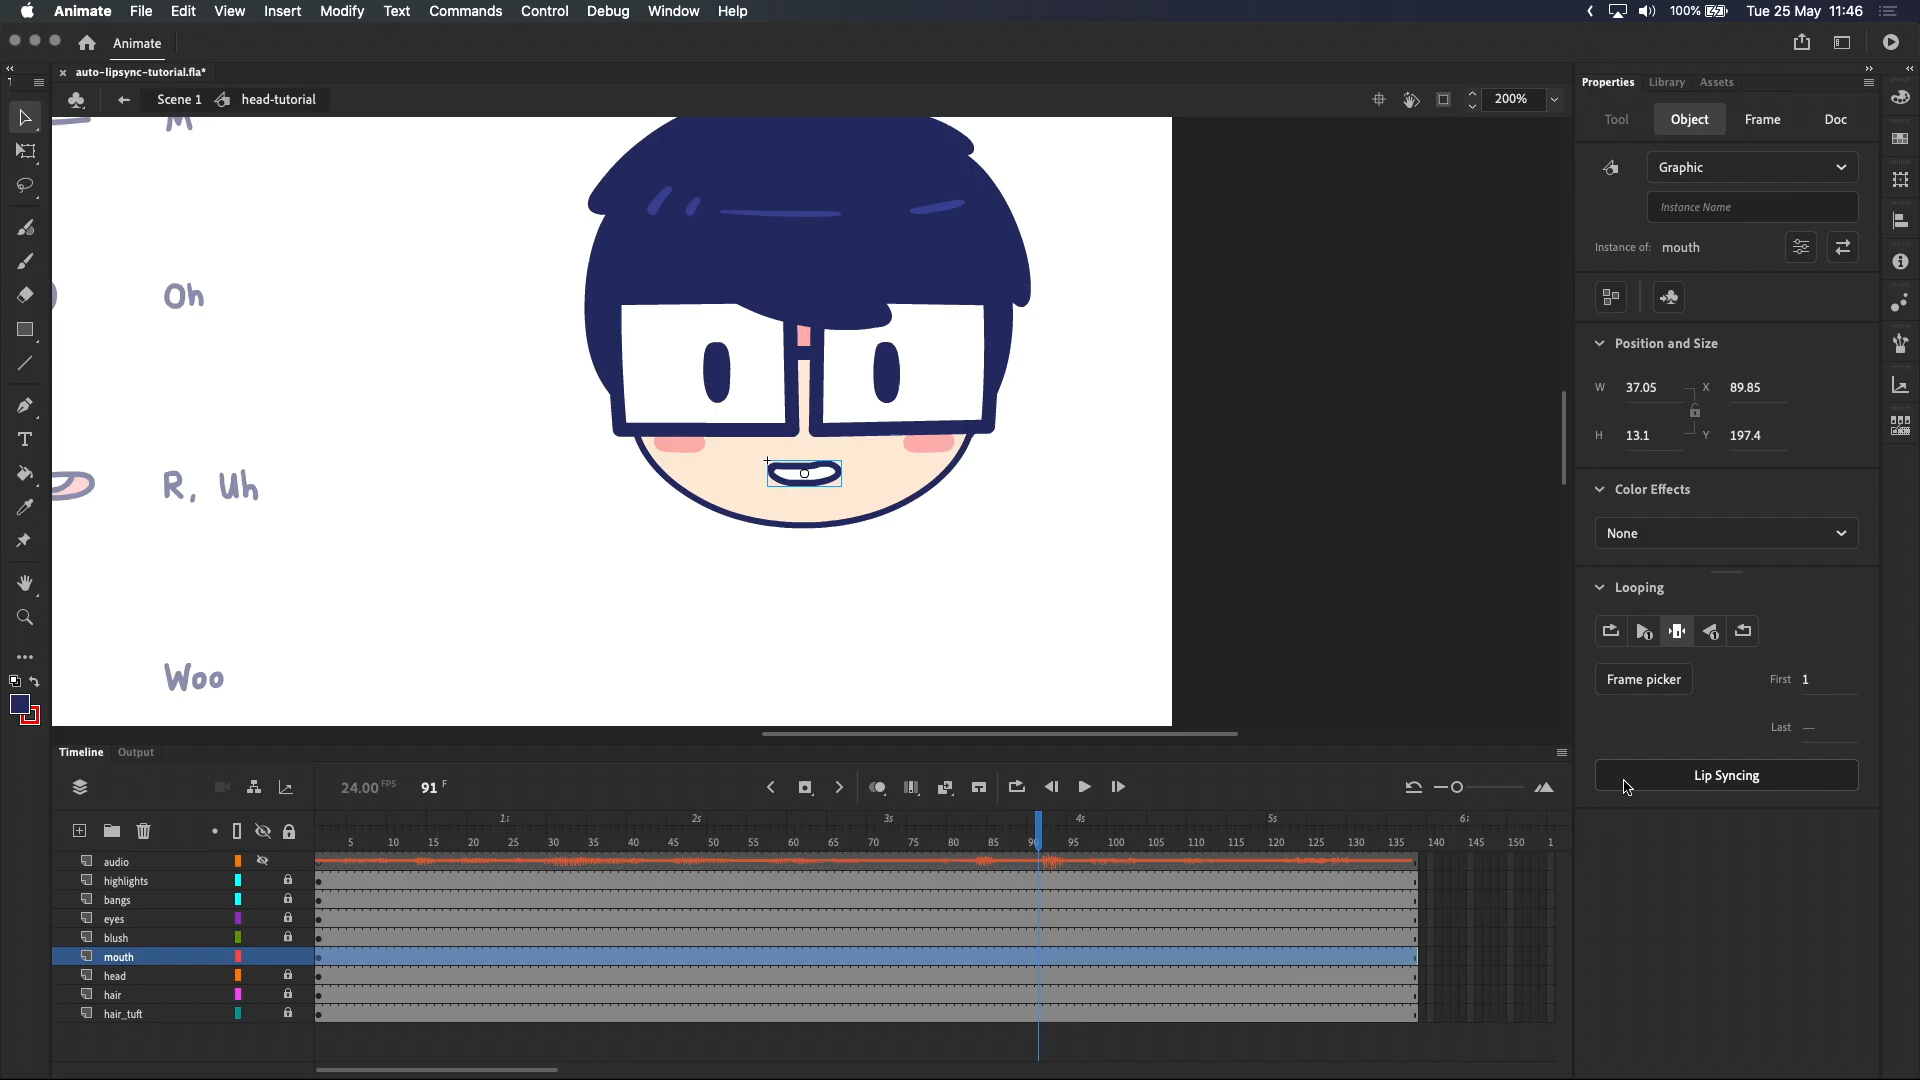 Animate File Edit View Insert Modify Text Commands Control Debug Window Help 100% Tue 25 May 11:46
Animate
auto-lipsync-tutorial.fla*
Scene 1 head-tutorial 200%
M
Oh
R, Uh
Woo
Properties Library Assets
Tool Object Frame Doc
Graphic
Instance Name
Instance of: mouth
Position and Size
W 37.05 X 89.85
H 13.1 Y 197.4
Color Effects
None
Looping
Frame picker First 1
Last —
Lip Syncing
Timeline Output
24.00 FPS 91 F
1s 2s 3s 4s 5s
5 10 15 20 25 30 35 40 45 50 55 60 65 70 75 80 85 90 95 100 105 110 115 120 125 130 135 140 145 150 1
audio
highlights
bangs
eyes
blush
mouth
head
hair
hair_tuft